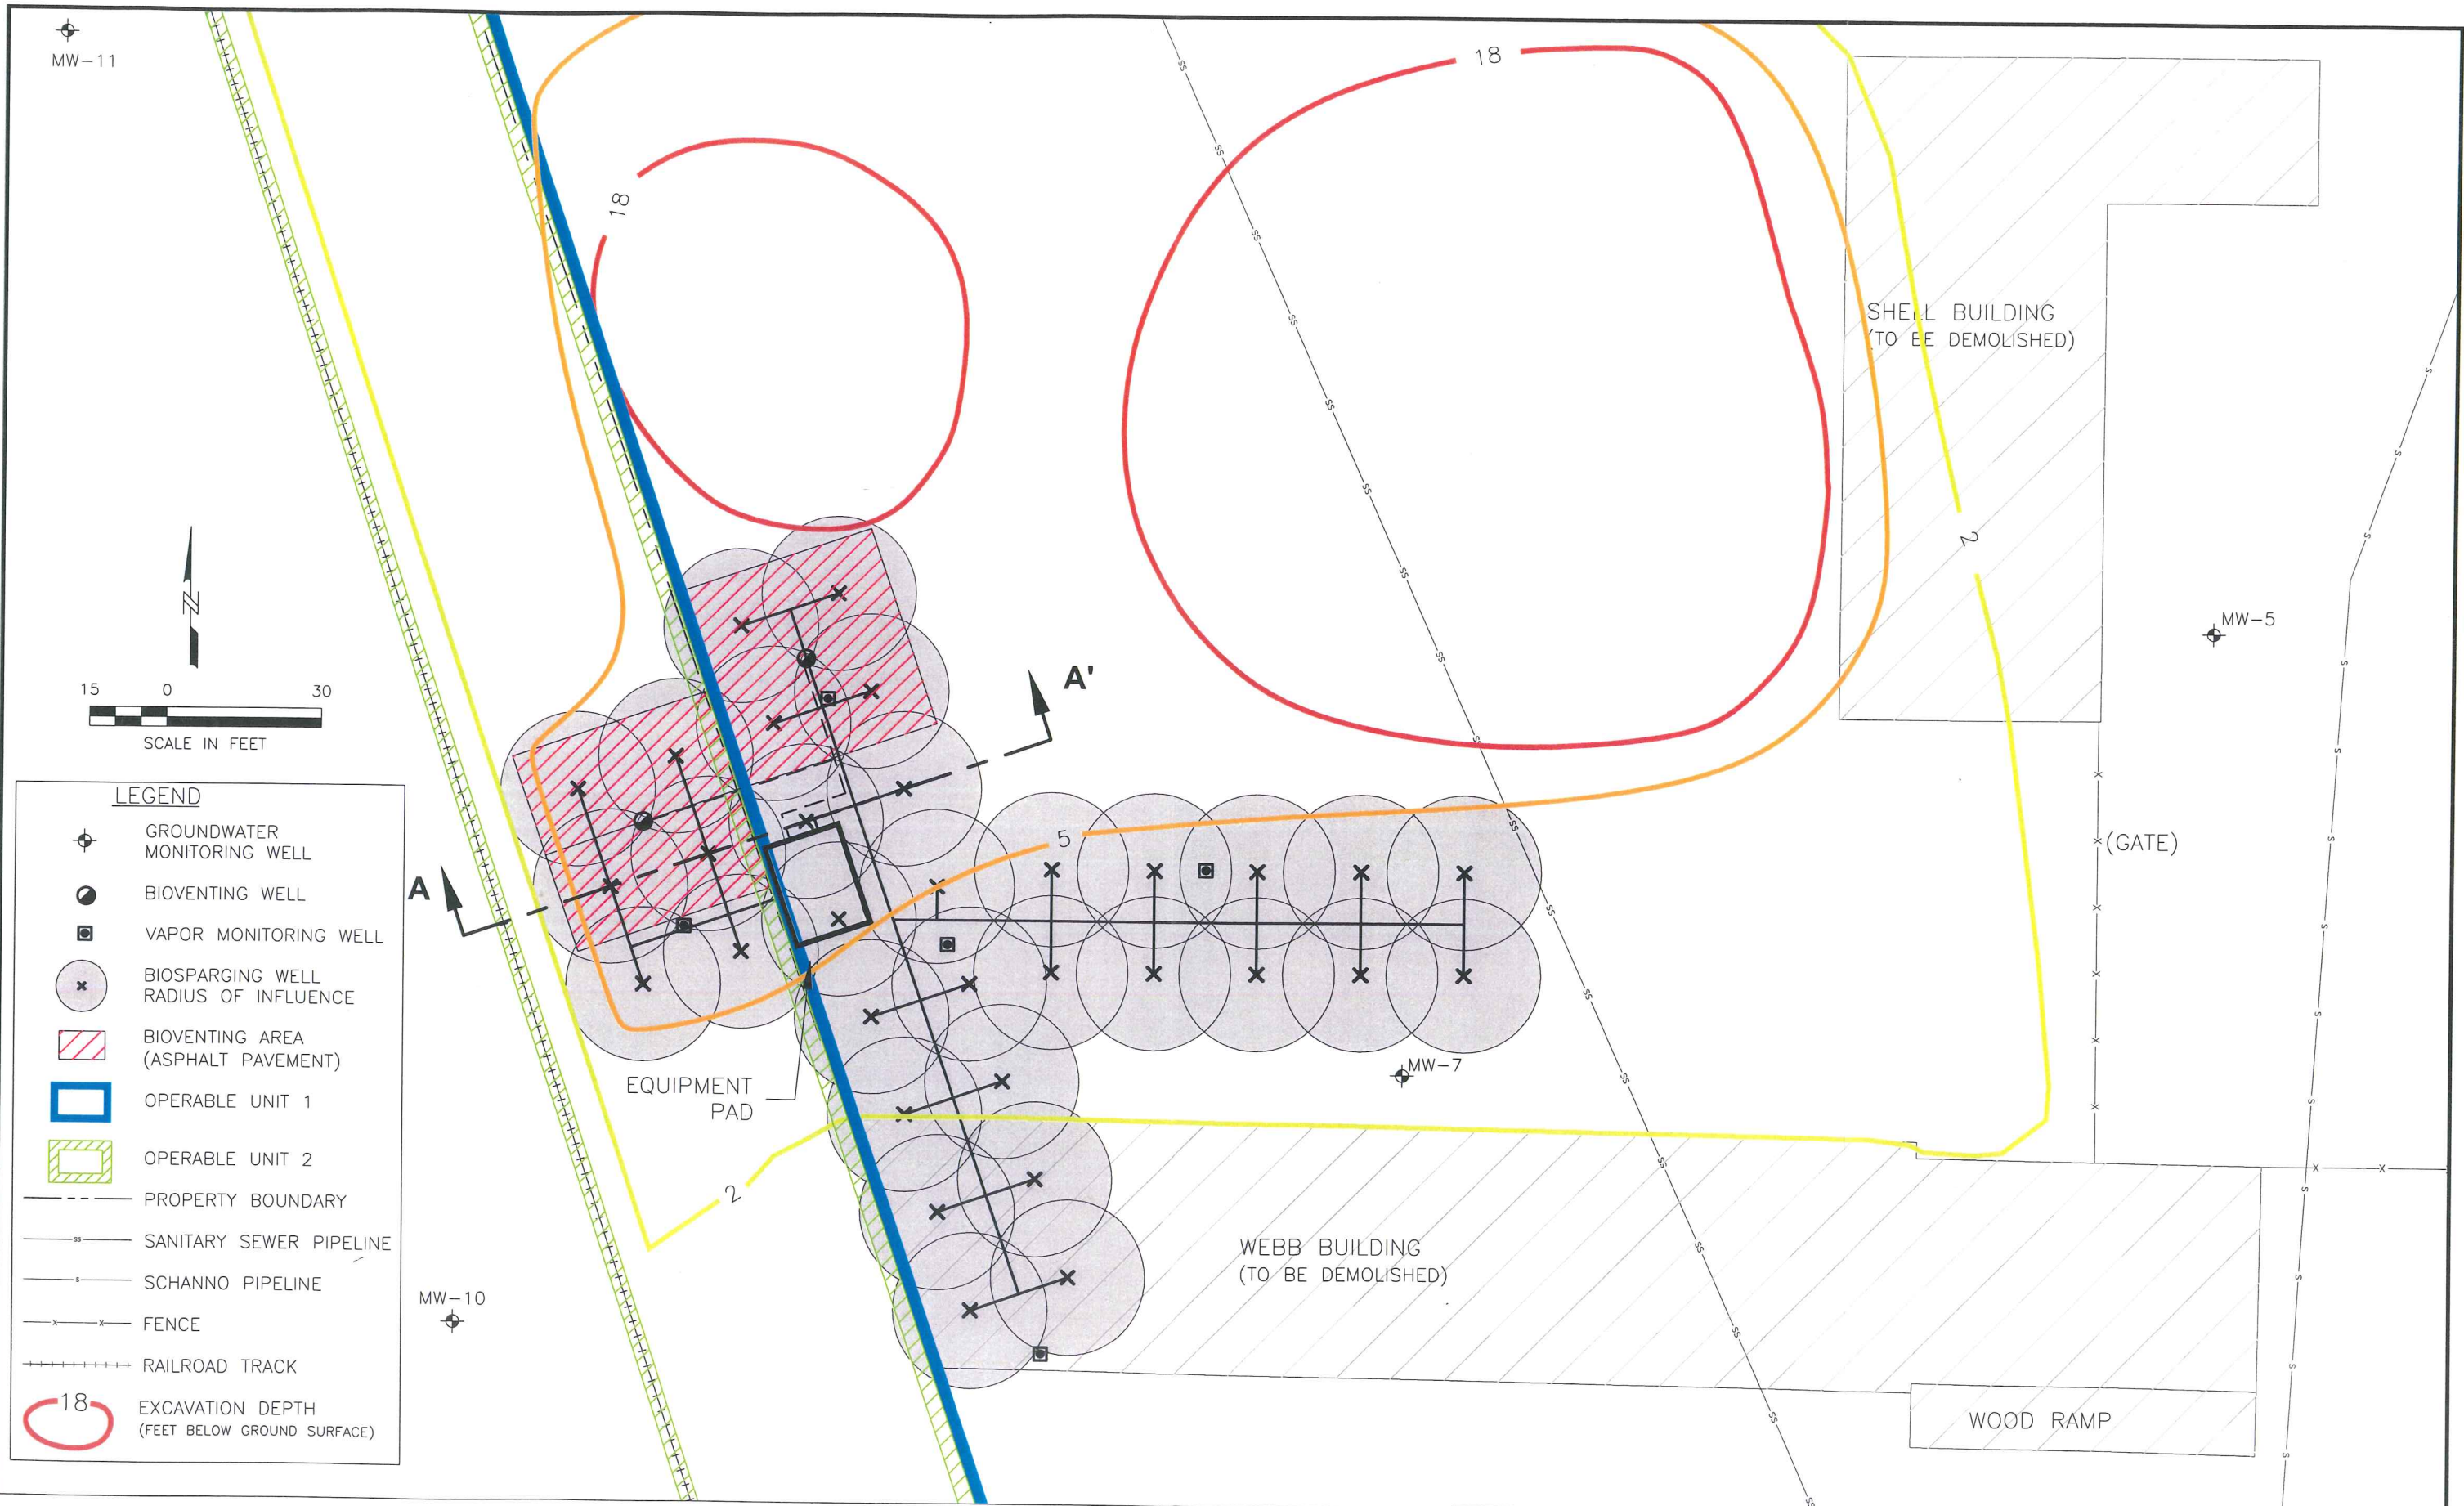 MW-11
18
18
SHELL BUILDING
(TO BE DEMOLISHED)
2
MW-5
N
15 0 30
SCALE IN FEET
A'
A
5
(GATE)
MW-7
EQUIPMENT
PAD
2
WEBB BUILDING
(TO BE DEMOLISHED)
MW-10
WOOD RAMP
LEGEND
GROUNDWATER
MONITORING WELL
BIOVENTING WELL
VAPOR MONITORING WELL
BIOSPARGING WELL
RADIUS OF INFLUENCE
BIOVENTING AREA
(ASPHALT PAVEMENT)
OPERABLE UNIT 1
OPERABLE UNIT 2
PROPERTY BOUNDARY
SS SANITARY SEWER PIPELINE
S SCHANNO PIPELINE
X X FENCE
RAILROAD TRACK
18 EXCAVATION DEPTH
(FEET BELOW GROUND SURFACE)